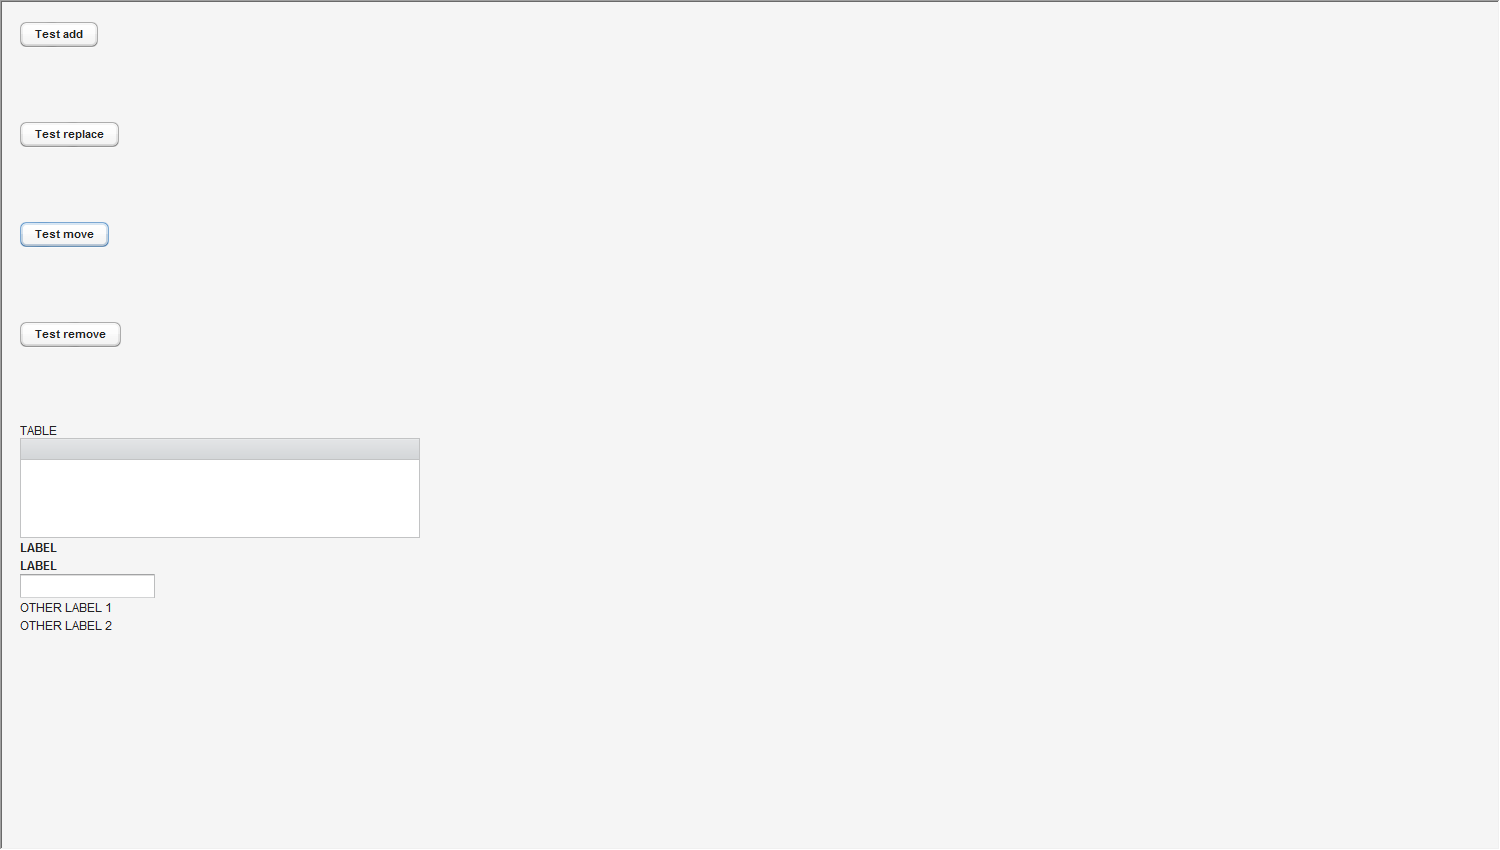 Test add
Test replace
Test move
Test remove
TABLE
LABEL
LABEL
OTHER LABEL 1
OTHER LABEL 2